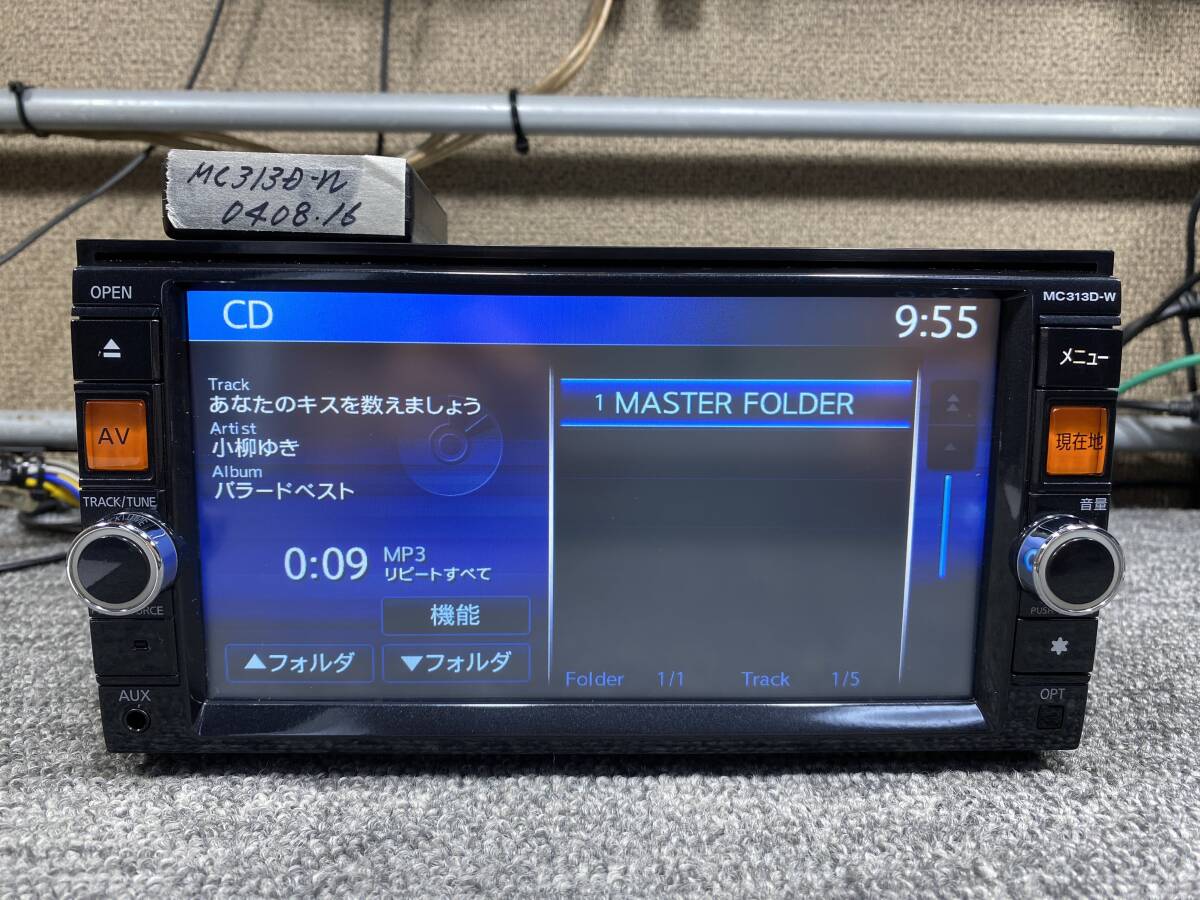 MC313D-W
0408.16
OPEN
MC313D-W
CD
9:55
メニュー
Track
あなたのキスを数えましょう
1 MASTER FOLDER
AV
Artist
小柳ゆき
現在地
Album
バラードベスト
TRACK/TUNE
音量
0:09
MP3
リピートすべて
PUSH
機能
▲フォルダ
▼フォルダ
Folder 1/1 Track 1/5
AUX
OPT